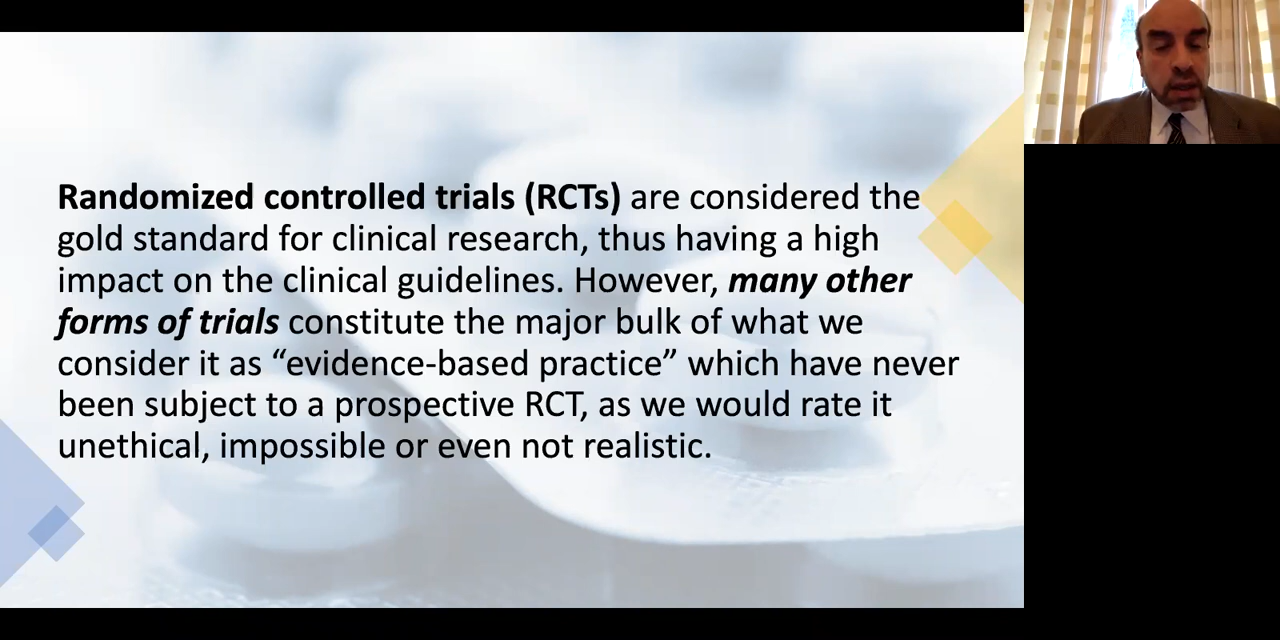 Randomized controlled trials (RCTs) are considered the
gold standard for clinical research, thus having a high
impact on the clinical guidelines. However, many other
forms of trials constitute the major bulk of what we
consider it as “evidence-based practice” which have never
been subject to a prospective RCT, as we would rate it
unethical, impossible or even not realistic.